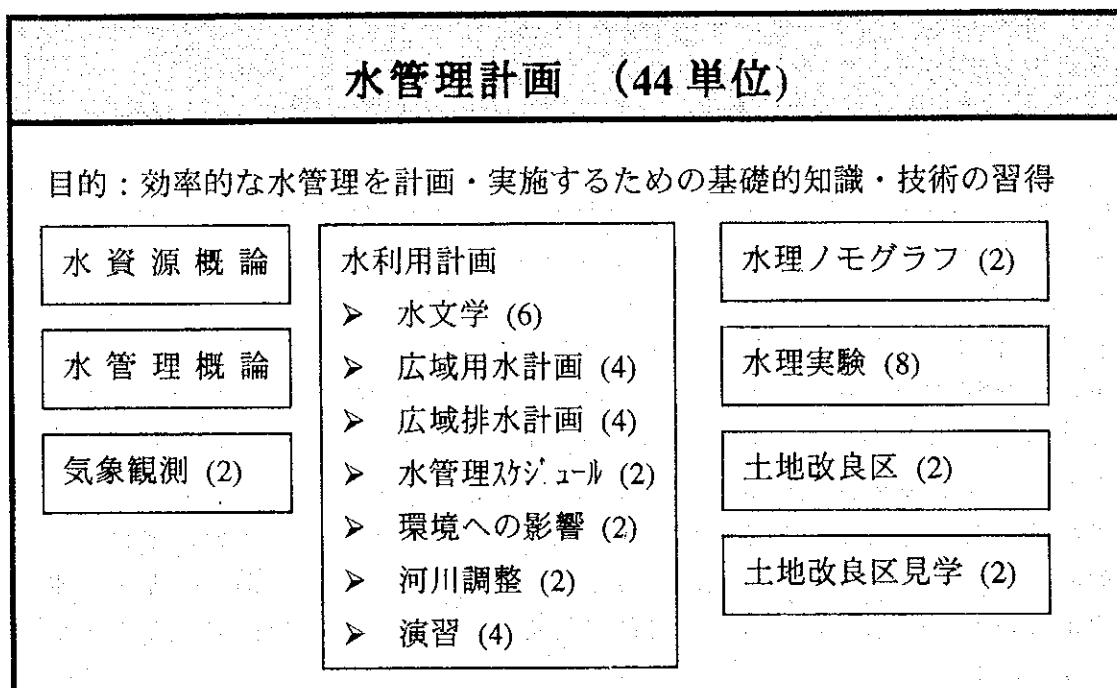 水管理計画 (44単位)
目的：効率的な水管理を計画・実施するための基礎的知識・技術の習得
水資源概論
水管理概論
気象観測 (2)
水利用計画
➢ 水文学 (6)
➢ 広域用水計画 (4)
➢ 広域排水計画 (4)
➢ 水管理ｽｹｼﾞｭｰﾙ (2)
➢ 環境への影響 (2)
➢ 河川調整 (2)
➢ 演習 (4)
水理ノモグラフ (2)
水理実験 (8)
土地改良区 (2)
土地改良区見学 (2)